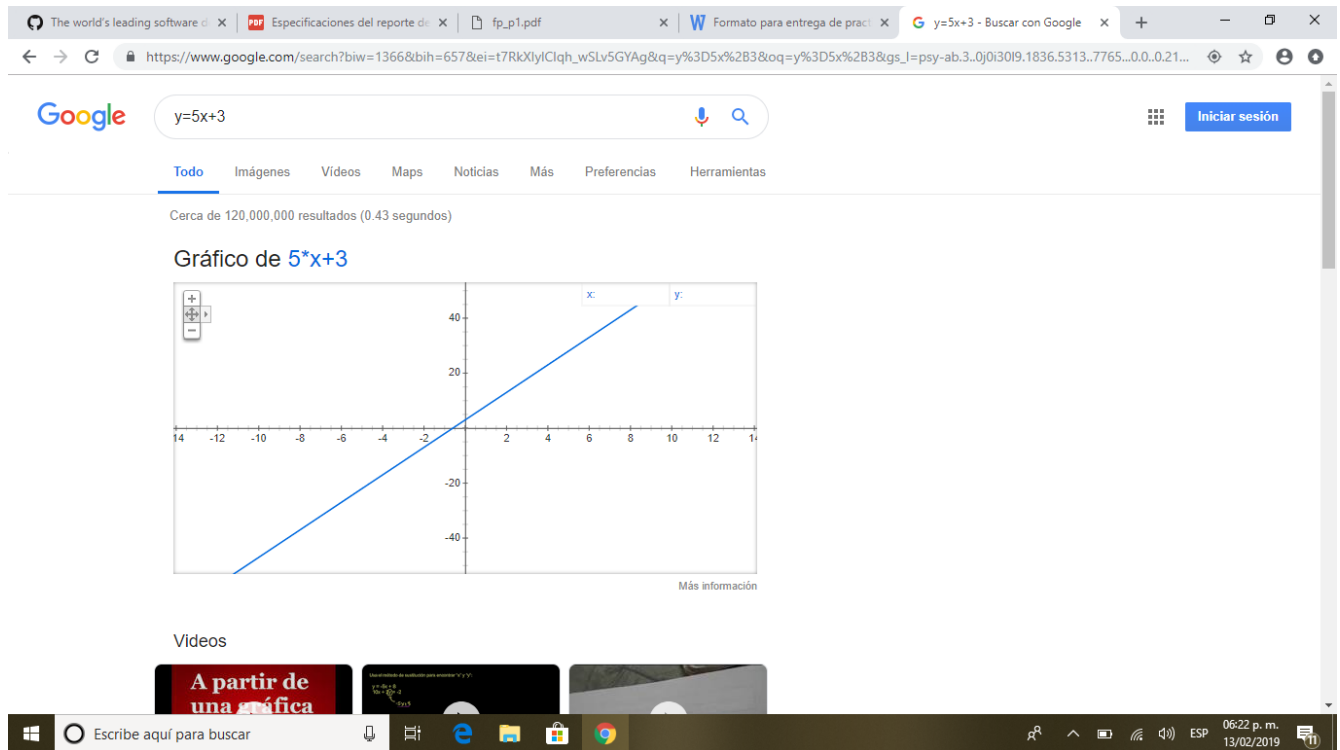 The world's leading software d
Especificaciones del reporte de
fp_p1.pdf
Formato para entrega de pract
y=5x+3 - Buscar con Google
https://www.google.com/search?biw=1366&bih=657&ei=t7RkXIyICIqh_wSLv5GYAg&q=y%3D5x%2B3&oq=y%3D5x%2B3&gs_l=psy-ab.3..0j0i30l9.1836.5313..7765...0.0..0.21...
Google
y=5x+3
Iniciar sesión
Todo Imágenes Vídeos Maps Noticias Más Preferencias Herramientas
Cerca de 120,000,000 resultados (0.43 segundos)
Gráfico de 5*x+3
x: y:
40
20
14 -12 -10 -8 -6 -4 -2 2 4 6 8 10 12 14
-20
-40
Más información
Videos
A partir de
una gráfica
Escribe aquí para buscar
ESP
06:22 p. m.
13/02/2019
11